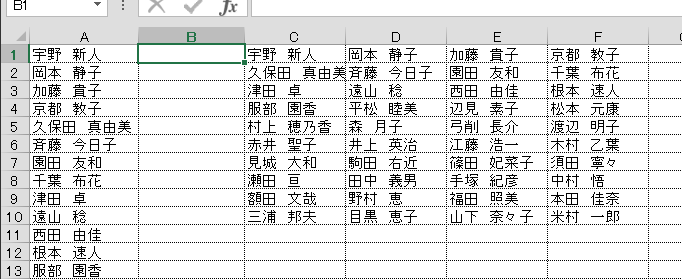 B1
fx
A B C D E F
1 宇野 新人 宇野 新人 岡本 静子 加藤 貴子 京都 敦子
2 岡本 静子 久保田 真由美 斉藤 今日子 園田 友和 千葉 布花
3 加藤 貴子 津田 卓 遠山 稔 西田 由佳 根本 速人
4 京都 敦子 服部 園香 平松 睦美 辺見 素子 松本 元康
5 久保田 真由美 村上 穂乃香 森 月子 弓削 長介 渡辺 明子
6 斉藤 今日子 赤井 聖子 井上 英治 江藤 浩一 木村 乙葉
7 園田 友和 見城 大和 駒田 右近 篠田 妃菜子 須田 寧々
8 千葉 布花 瀬田 亘 田中 義男 手塚 紀彦 中村 悟
9 津田 卓 額田 文哉 野村 恵 福田 照美 本田 佳奈
10 遠山 稔 三浦 邦夫 目黒 恵子 山下 奈々子 米村 一郎
11 西田 由佳
12 根本 速人
13 服部 園香